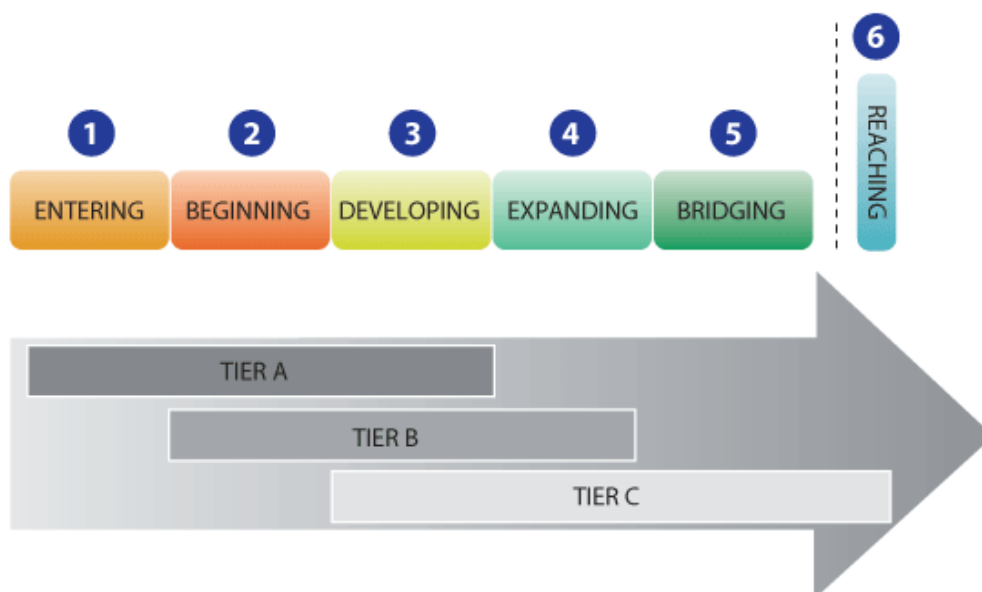 6
REACHING
1 2 3 4 5
ENTERING BEGINNING DEVELOPING EXPANDING BRIDGING
TIER A
TIER B
TIER C